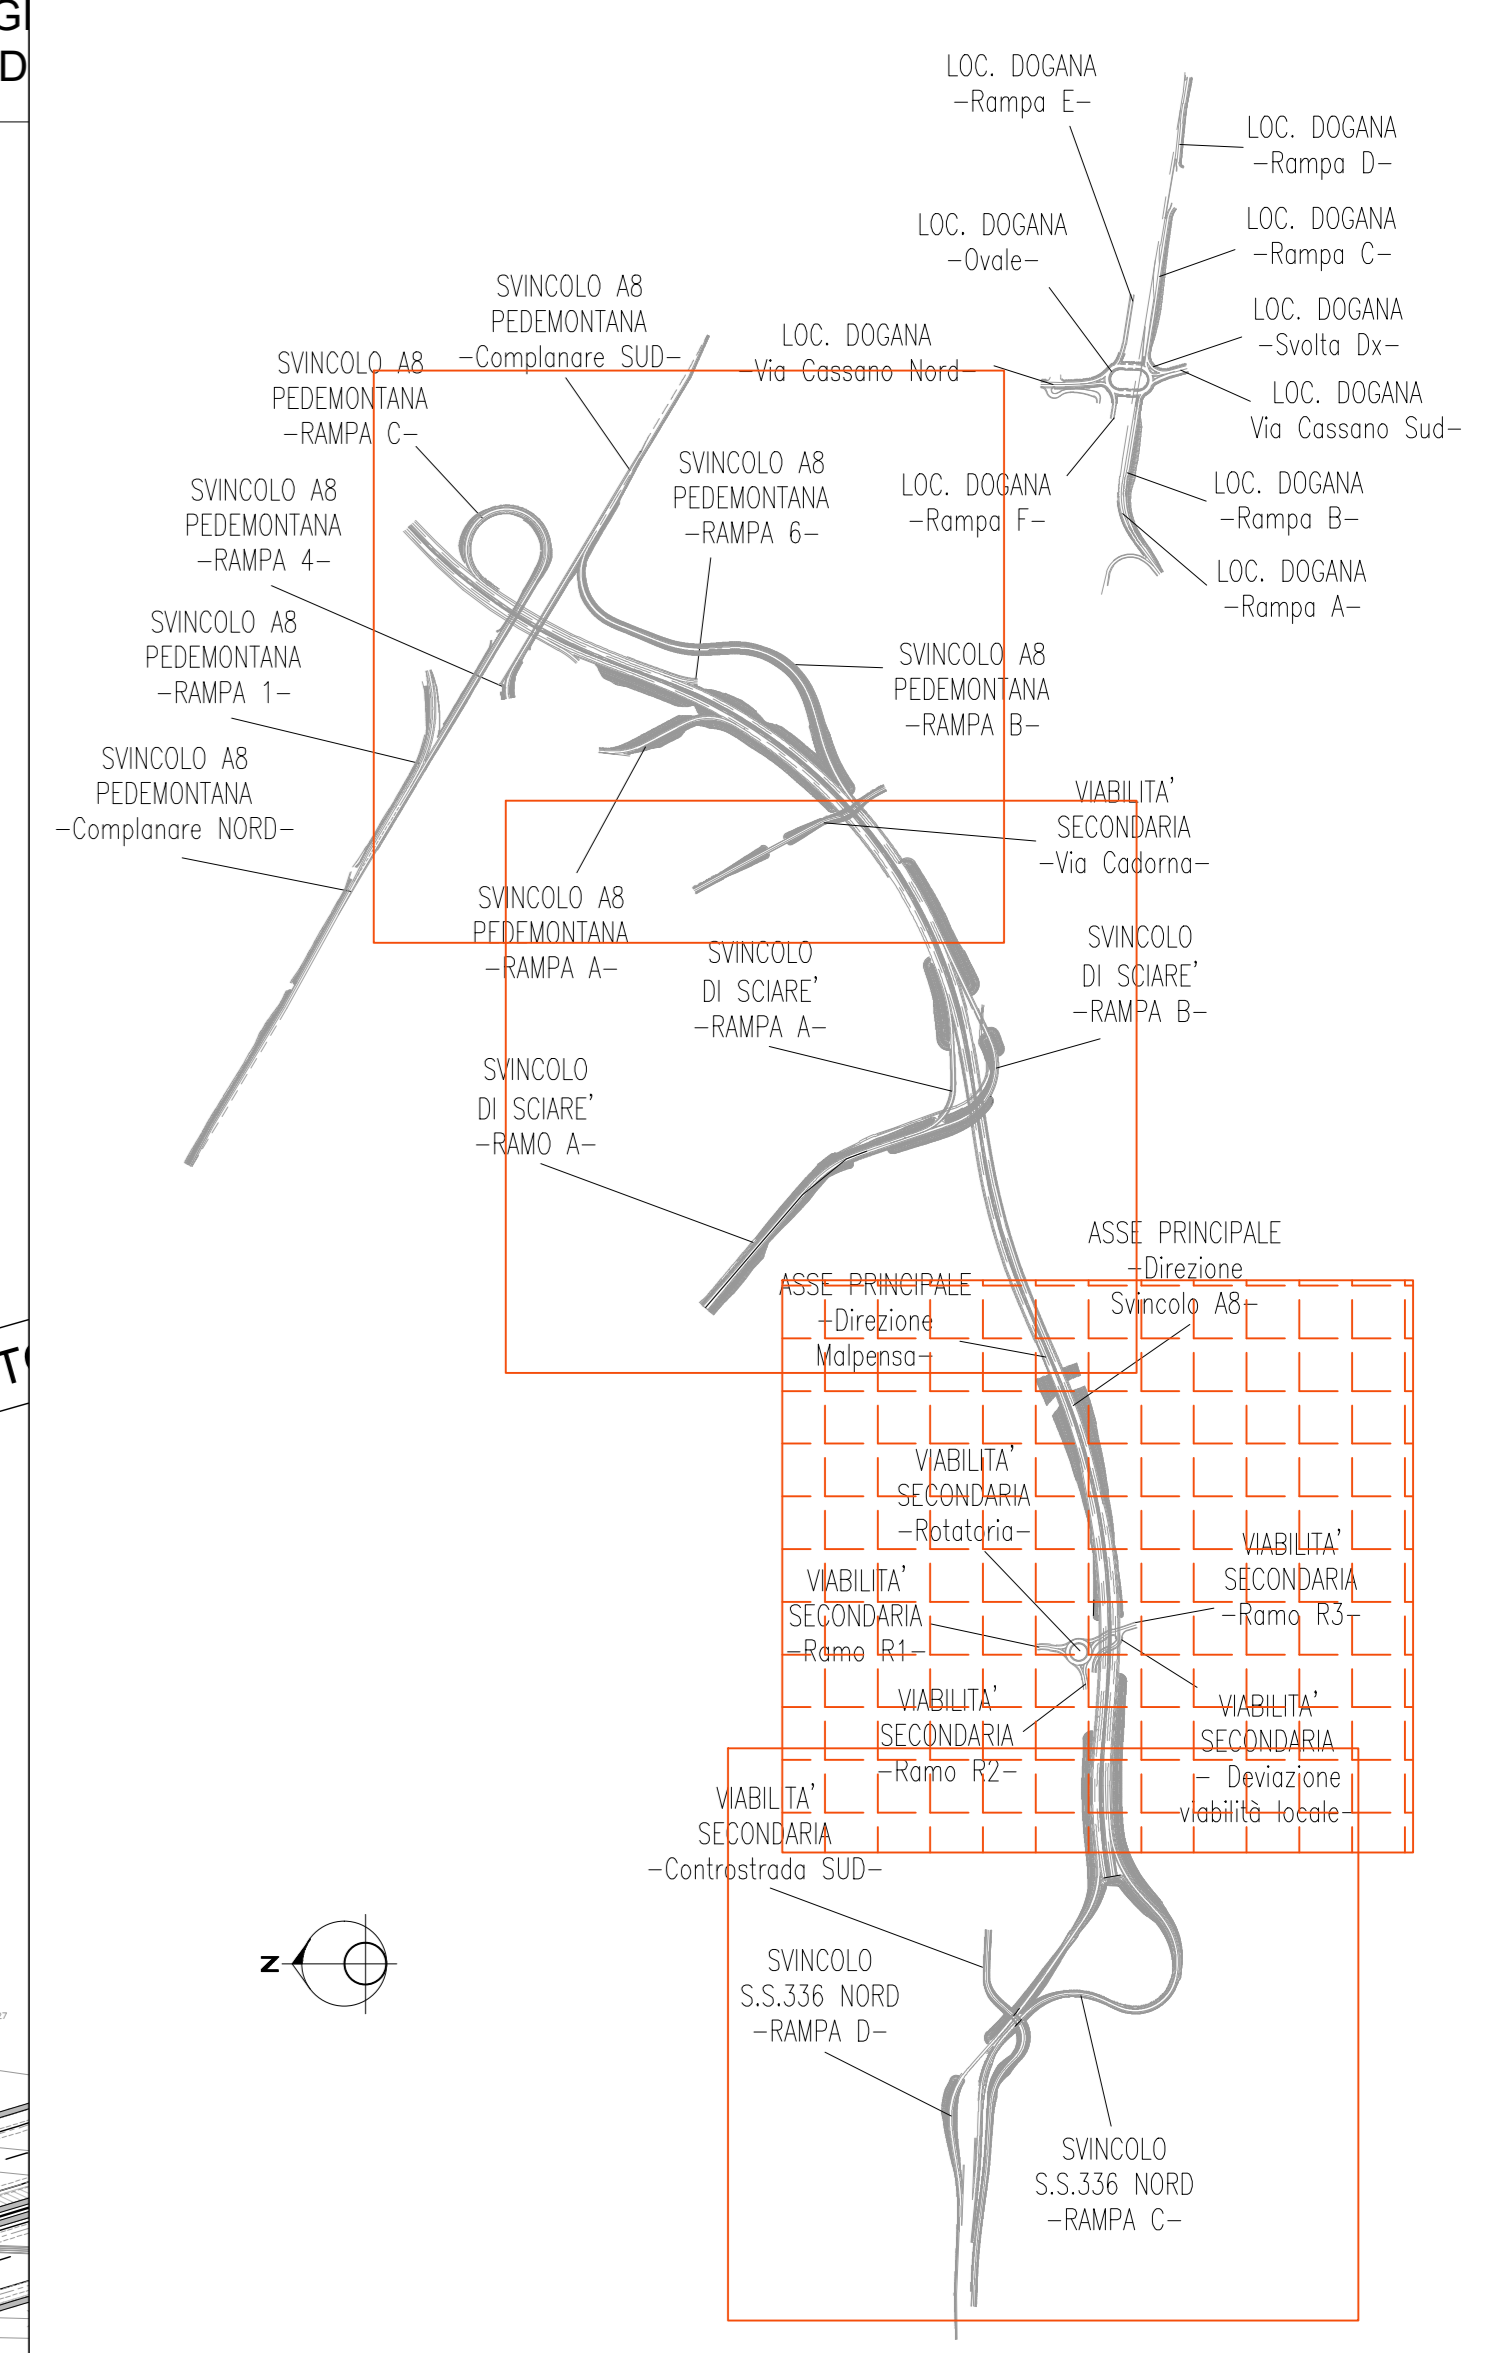 GI
D
LOC. DOGANA
-Rampa E-
LOC. DOGANA
-Rampa D-
LOC. DOGANA
-Ovale-
LOC. DOGANA
-Rampa C-
SVINCOLO A8
PEDEMONTANA
-Complanare SUD-
LOC. DOGANA
-Via Cassano Nord-
LOC. DOGANA
-Svolta Dx-
SVINCOLO A8
PEDEMONTANA
-RAMPA C-
LOC. DOGANA
Via Cassano Sud-
SVINCOLO A8
PEDEMONTANA
-RAMPA 6-
LOC. DOGANA
-Rampa F-
LOC. DOGANA
-Rampa B-
SVINCOLO A8
PEDEMONTANA
-RAMPA 4-
LOC. DOGANA
-Rampa A-
SVINCOLO A8
PEDEMONTANA
-RAMPA 1-
SVINCOLO A8
PEDEMONTANA
-RAMPA B-
SVINCOLO A8
PEDEMONTANA
-Complanare NORD-
VIABILITA'
SECONDARIA
-Via Cadorna-
SVINCOLO A8
PEDEMONTANA
-RAMPA A-
SVINCOLO
DI SCIARE'
-RAMPA A-
SVINCOLO
DI SCIARE'
-RAMPA B-
SVINCOLO
DI SCIARE'
-RAMO A-
ASSE PRINCIPALE
-Direzione
Svincolo A8-
ASSE PRINCIPALE
-Direzione
Malpensa-
VIABILITA'
SECONDARIA
-Rotatoria-
VIABILITA'
SECONDARIA
-Ramo R3-
VIABILITA'
SECONDARIA
-Ramo R1-
VIABILITA'
SECONDARIA
-Ramo R2-
VIABILITA'
SECONDARIA
- Deviazione
viabilità locale-
VIABILITA'
SECONDARIA
-Controstrada SUD-
N
SVINCOLO
S.S.336 NORD
-RAMPA D-
SVINCOLO
S.S.336 NORD
-RAMPA C-